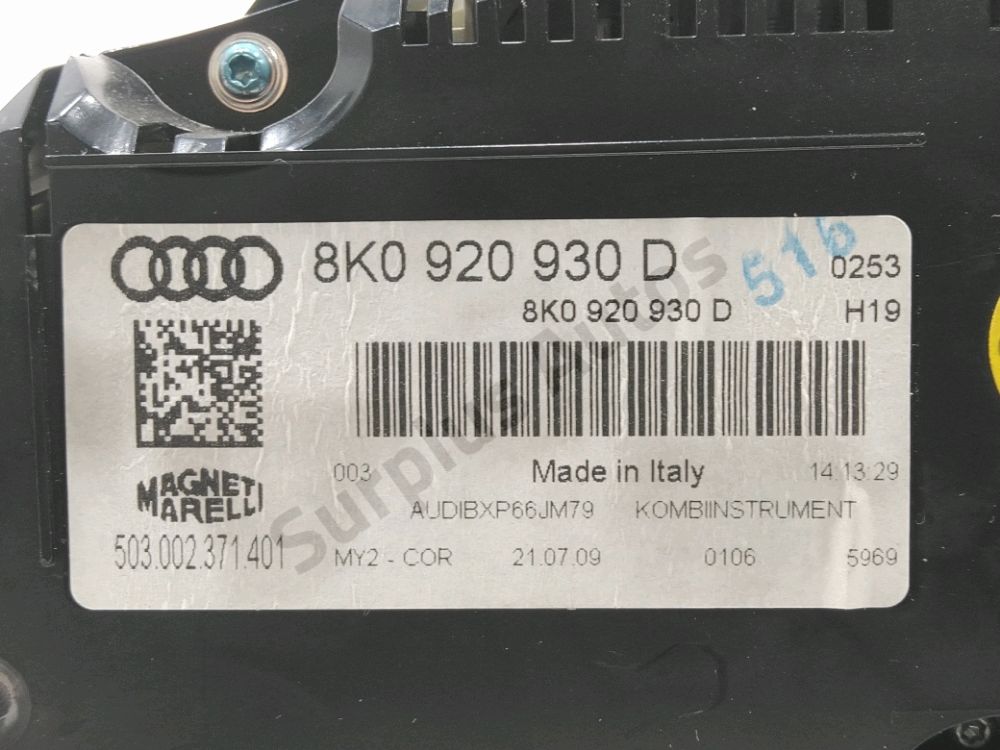 8K0 920 930 D
516
0253
8K0 920 930 D H19
003 Made in Italy 14:13:29
MAGNETI
MARELLI
AUDIBXP66JM79 KOMBIINSTRUMENT
503.002.371.401
MY2 - COR 21.07.09 0106 5969
Surplus Autos